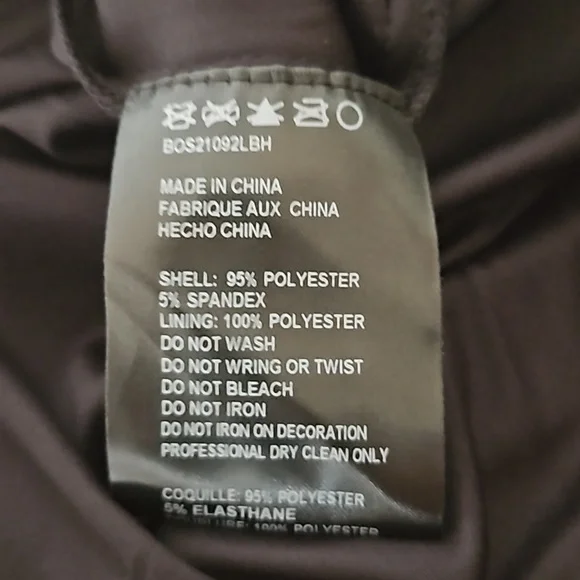 BOS21092LBH
MADE IN CHINA
FABRIQUE AUX CHINA
HECHO CHINA
SHELL: 95% POLYESTER
5% SPANDEX
LINING: 100% POLYESTER
DO NOT WASH
DO NOT WRING OR TWIST
DO NOT BLEACH
DO NOT IRON
DO NOT IRON ON DECORATION
PROFESSIONAL DRY CLEAN ONLY
COQUILLE: 95% POLYESTER
5% ELASTHANE
100% POLYESTER